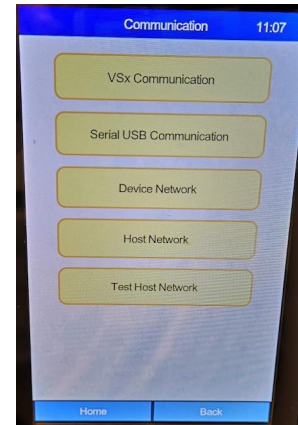 Communication 11:07
VSx Communication
Serial USB Communication
Device Network
Host Network
Test Host Network
Home Back